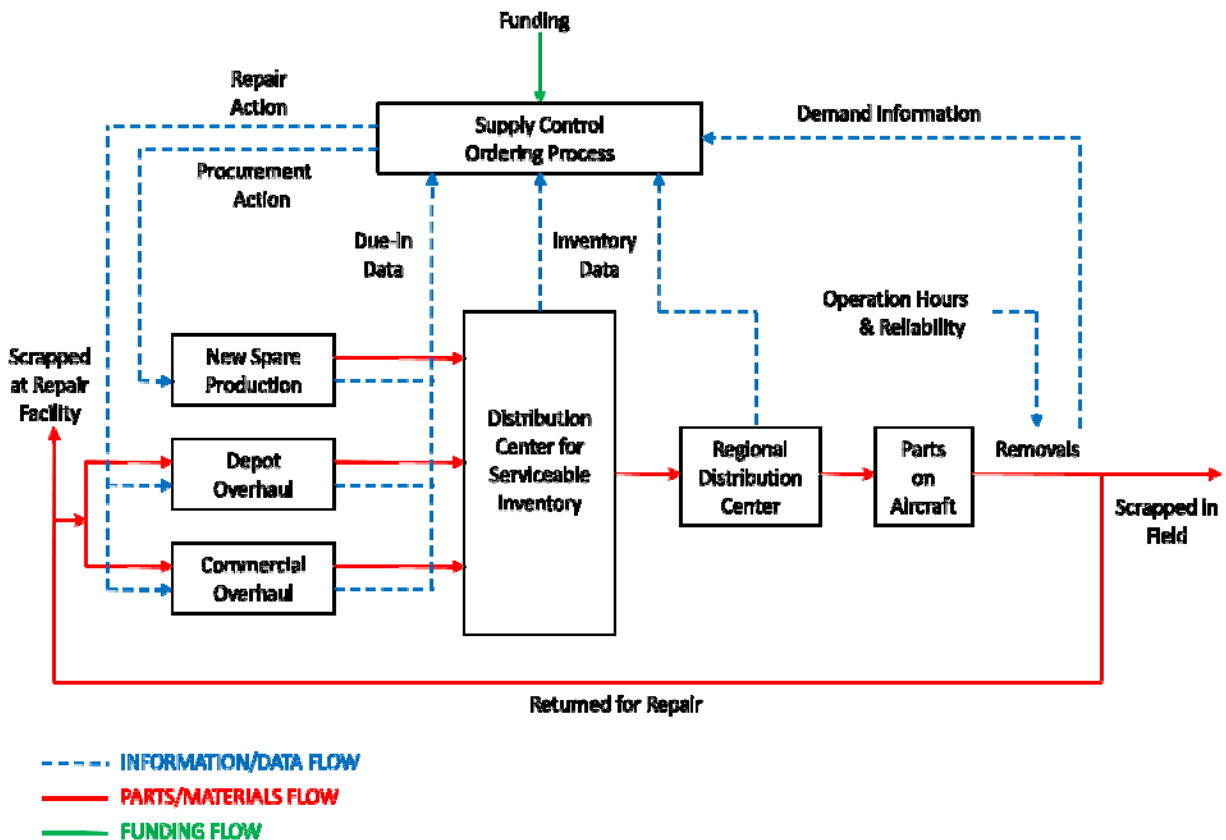 Funding
Repair
Action
Supply Control
Ordering Process
Demand Information
Procurement
Action
Due-In
Data
Inventory
Data
Operation Hours
& Reliability
Scrapped
at Repair
Facility
New Spare
Production
Distribution
Center for
Serviceable
Inventory
Depot
Overhaul
Regional
Distribution
Center
Parts
on
Aircraft
Removals
Scrapped in
Field
Commercial
Overhaul
Returned for Repair
INFORMATION/DATA FLOW
PARTS/MATERIALS FLOW
FUNDING FLOW